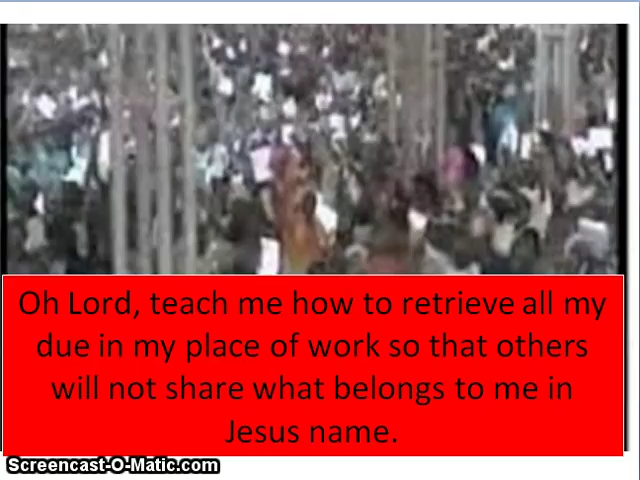 Oh Lord, teach me how to retrieve all my
due in my place of work so that others
will not share what belongs to me in
Jesus name.
Screencast-O-Matic.com